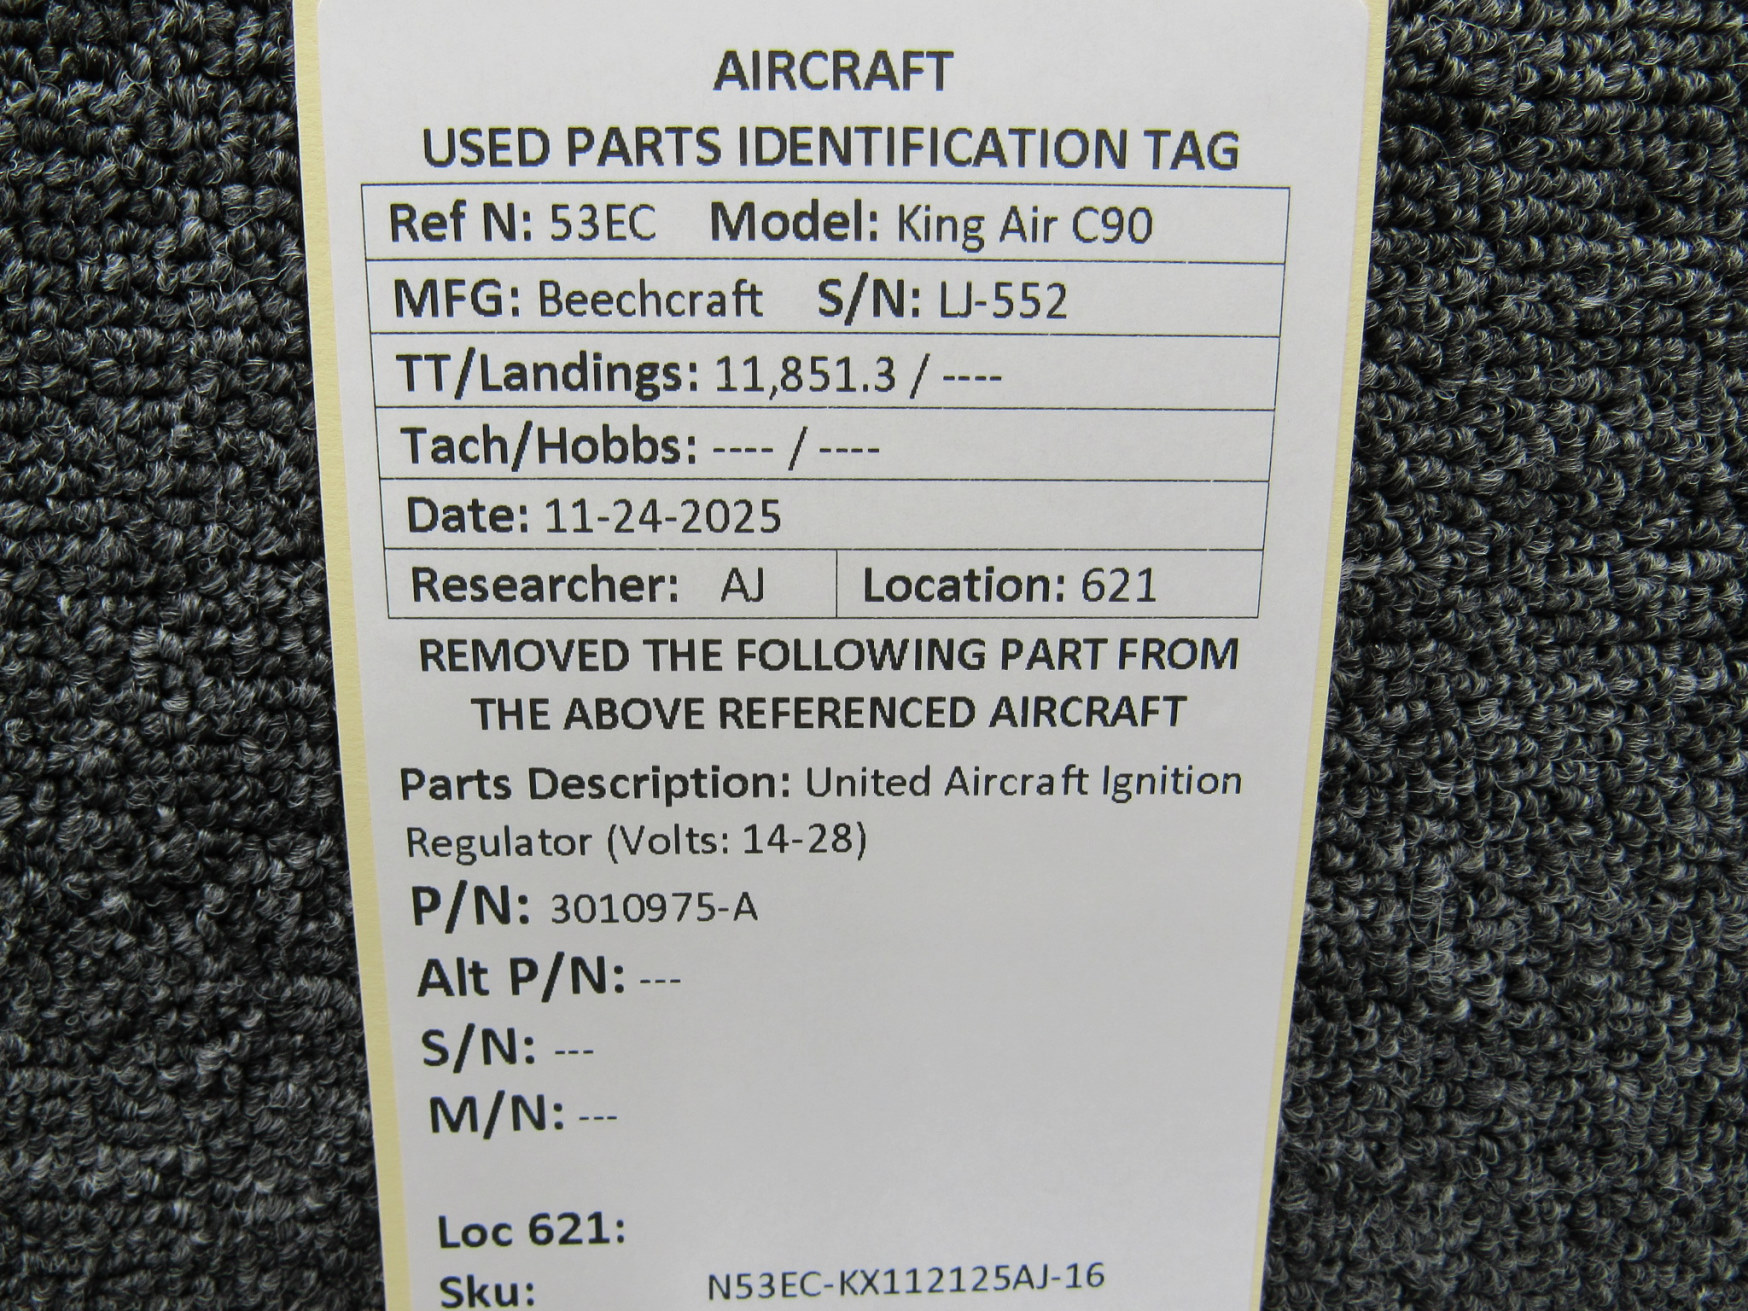 AIRCRAFT
USED PARTS IDENTIFICATION TAG
Ref N: 53EC Model: King Air C90
MFG: Beechcraft S/N: LJ-552
TT/Landings: 11,851.3 / ----
Tach/Hobbs: ---- / ----
Date: 11-24-2025
Researcher: AJ Location: 621
REMOVED THE FOLLOWING PART FROM
THE ABOVE REFERENCED AIRCRAFT
Parts Description: United Aircraft Ignition
Regulator (Volts: 14-28)
P/N: 3010975-A
Alt P/N: ---
S/N: ---
M/N: ---
Loc 621:
Sku: N53EC-KX112125AJ-16